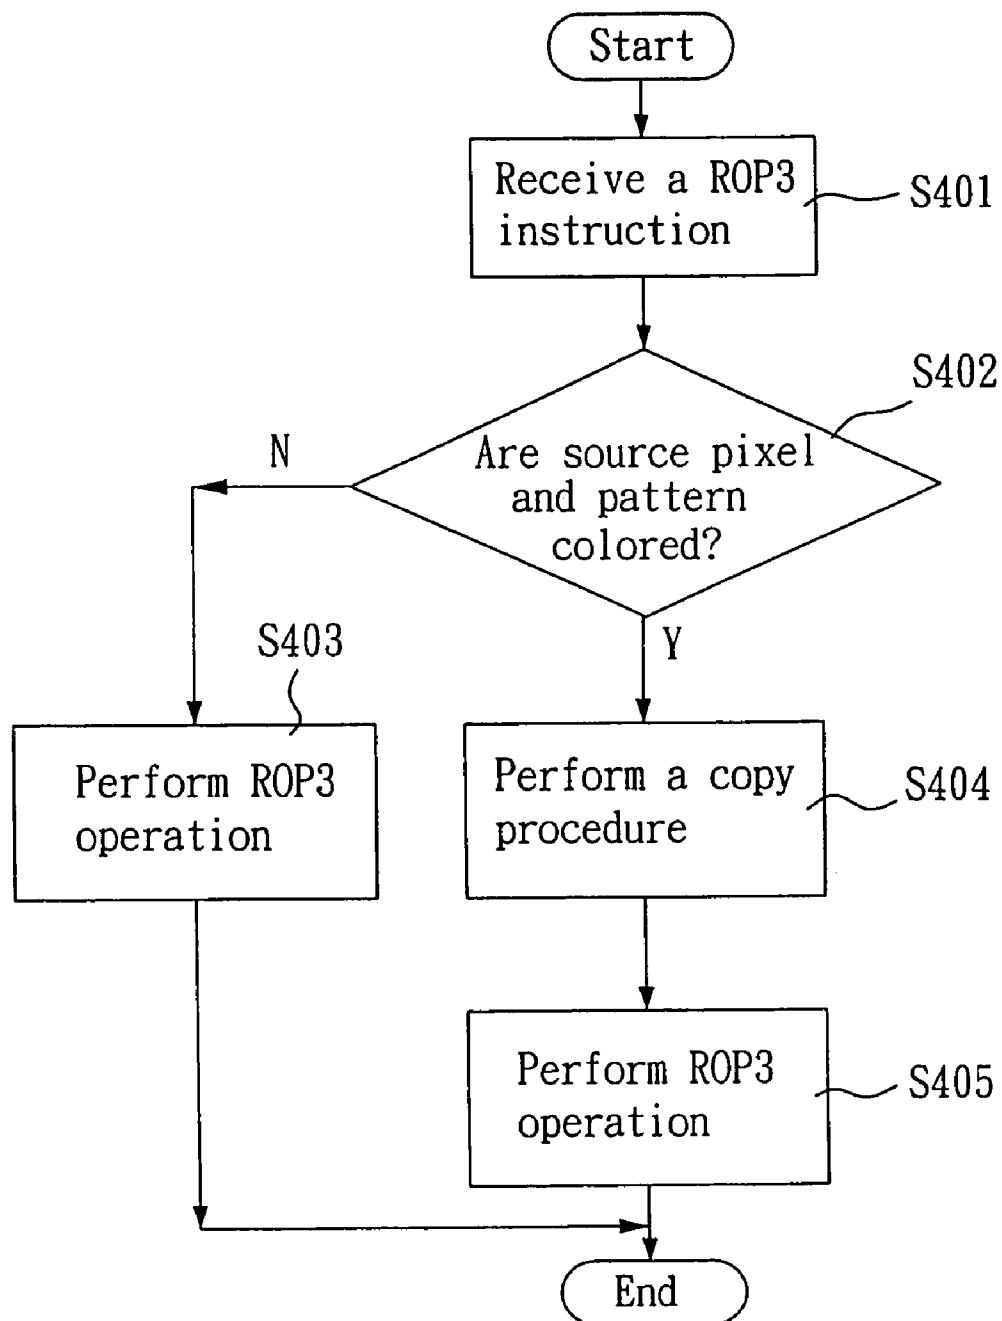 Start
Receive a ROP3
instruction
S401
S402
Are source pixel
and pattern
colored?
N
Y
S403
Perform ROP3
operation
Perform a copy
procedure
S404
Perform ROP3
operation
S405
End